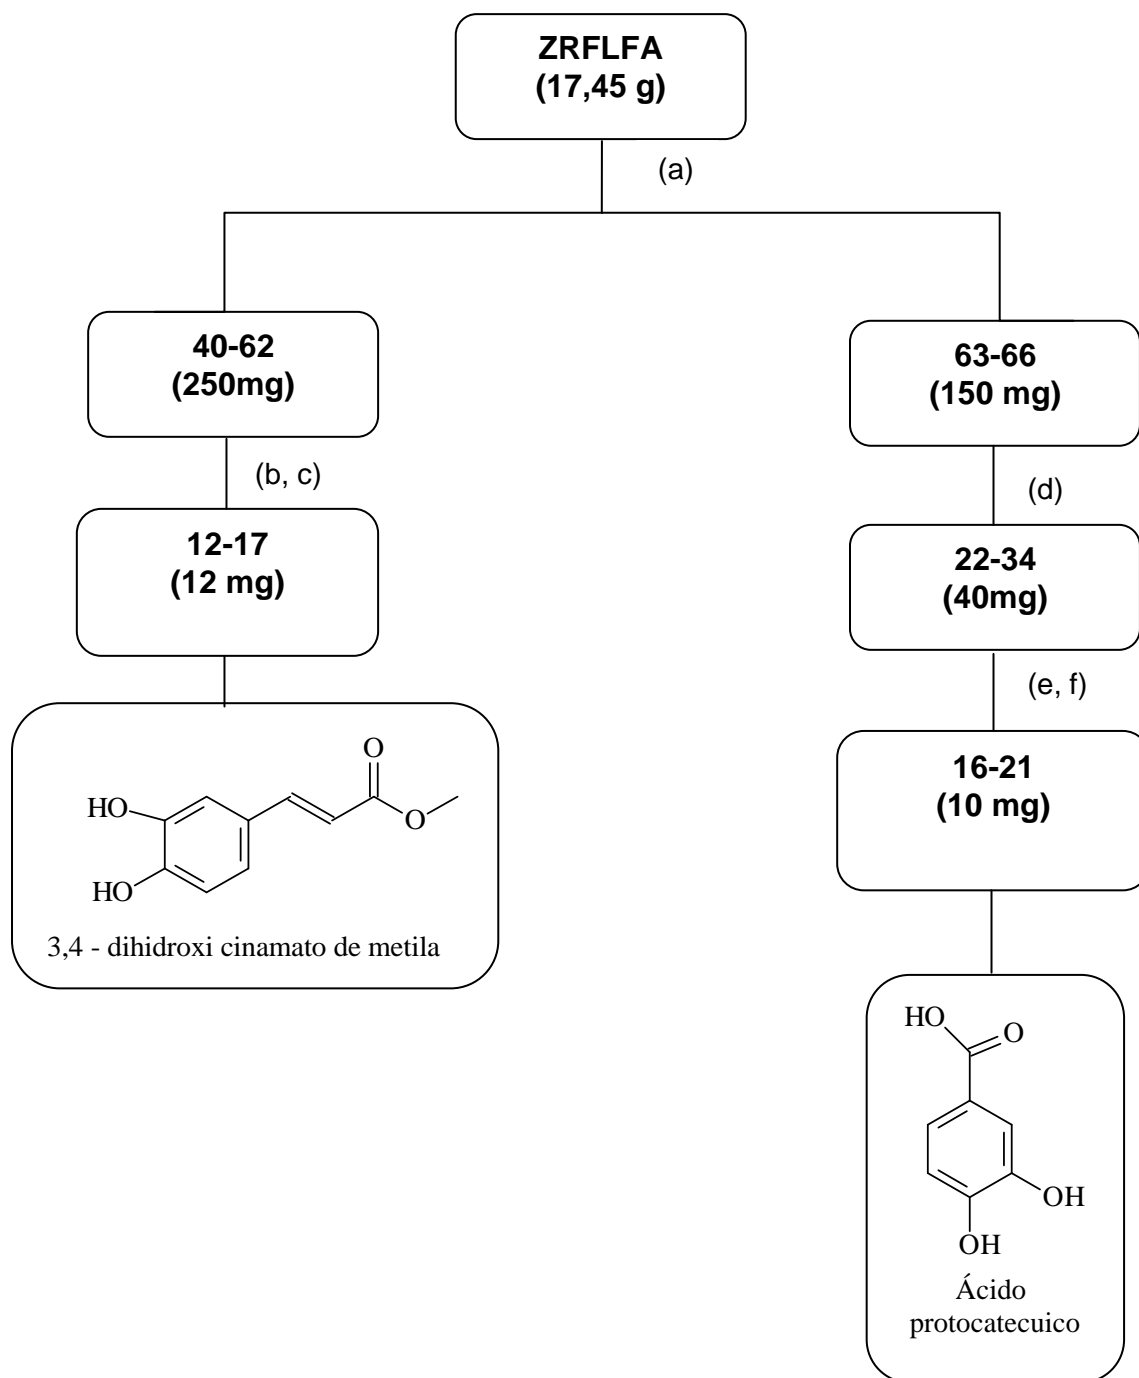 ZRFLFA
(17,45 g)
(a)
40-62
(250mg)
(b, c)
12-17
(12 mg)
HO
HO
O
O
3,4 - dihidroxi cinamato de metila
63-66
(150 mg)
(d)
22-34
(40mg)
(e, f)
16-21
(10 mg)
HO
O
OH
OH
Ácido
protocatecuico